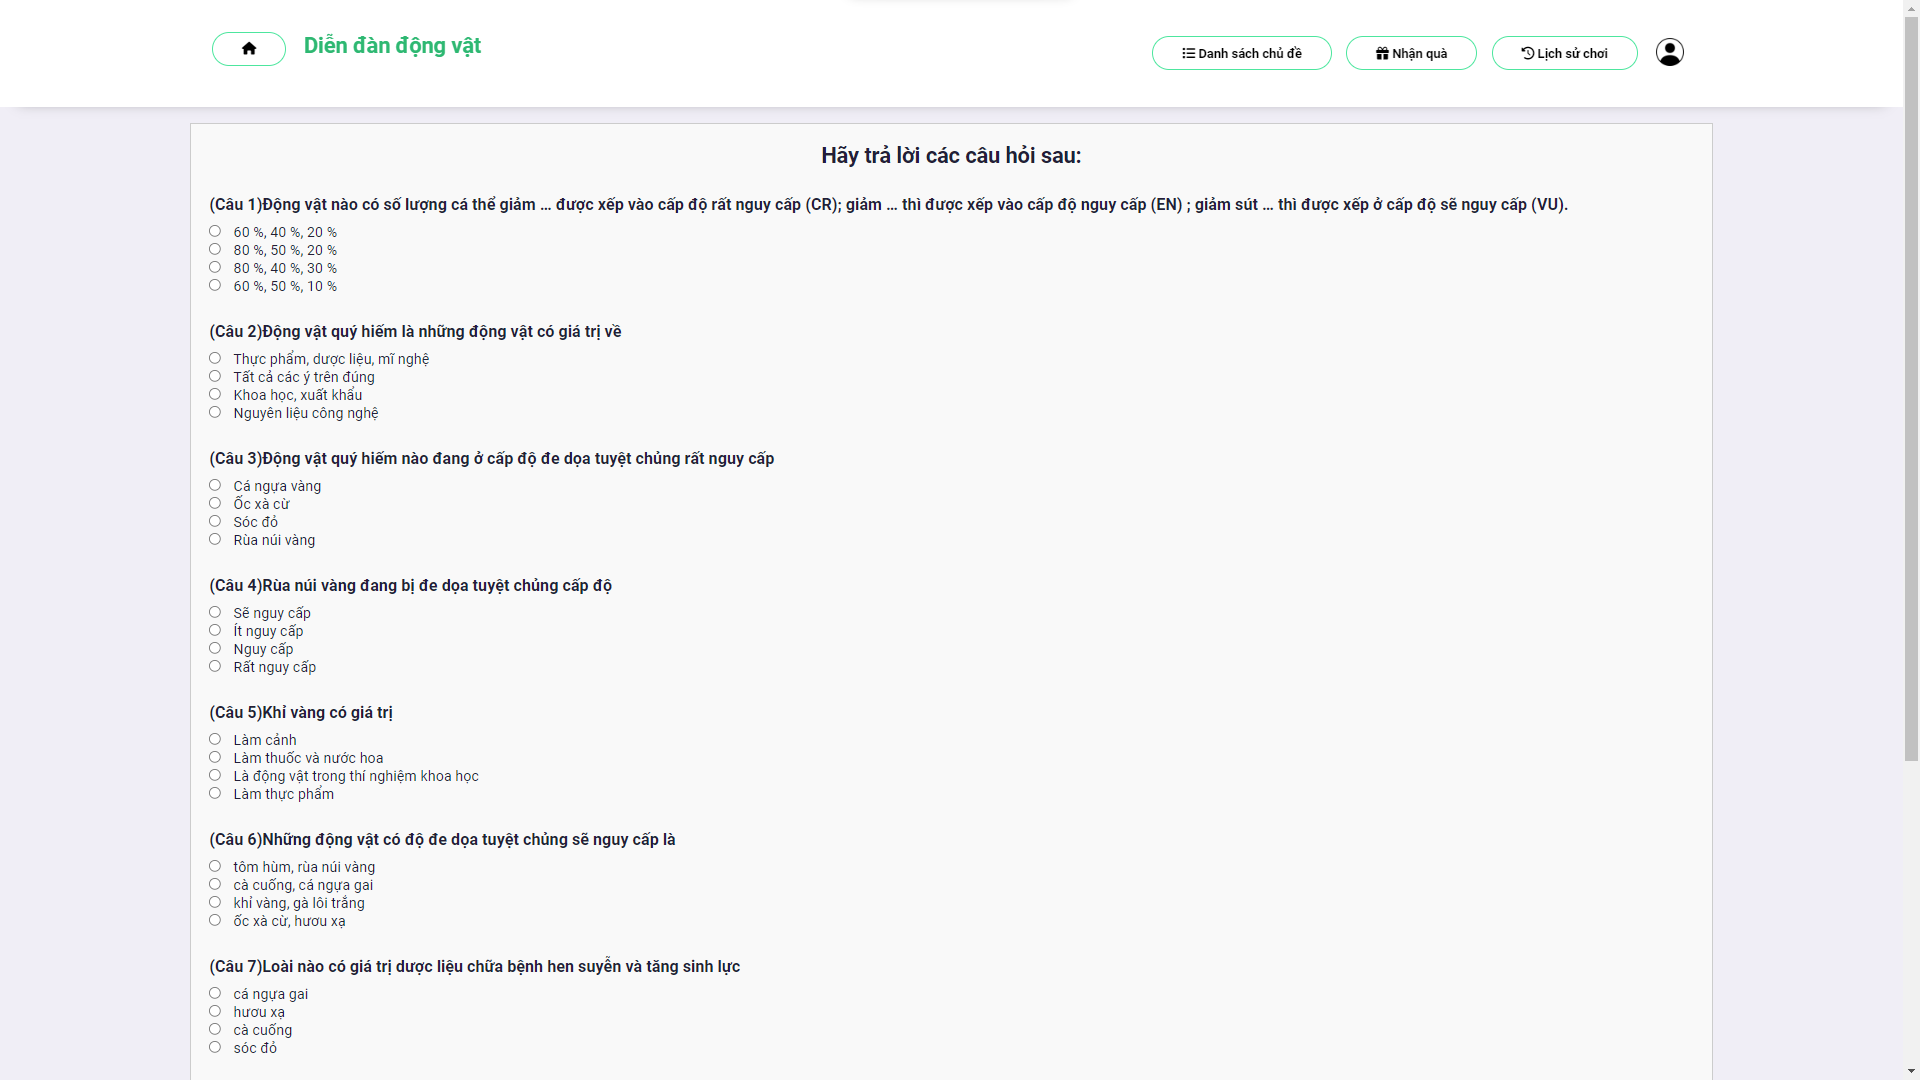 Diễn đàn động vật
Danh sách chủ đề
Nhận quà
Lịch sử chơi
Hãy trả lời các câu hỏi sau:
(Câu 1)Động vật nào có số lượng cá thể giảm ... được xếp vào cấp độ rất nguy cấp (CR); giảm ... thì được xếp vào cấp độ nguy cấp (EN) ; giảm sút ... thì được xếp ở cấp độ sẽ nguy cấp (VU).
60 %, 40 %, 20 %
80 %, 50 %, 20 %
80 %, 40 %, 30 %
60 %, 50 %, 10 %
(Câu 2)Động vật quý hiếm là những động vật có giá trị về
Thực phẩm, dược liệu, mĩ nghệ
Tất cả các ý trên đúng
Khoa học, xuất khẩu
Nguyên liệu công nghệ
(Câu 3)Động vật quý hiếm nào đang ở cấp độ đe dọa tuyệt chủng rất nguy cấp
Cá ngựa vàng
Ốc xà cừ
Sóc đỏ
Rùa núi vàng
(Câu 4)Rùa núi vàng đang bị đe dọa tuyệt chủng cấp độ
Sẽ nguy cấp
Ít nguy cấp
Nguy cấp
Rất nguy cấp
(Câu 5)Khỉ vàng có giá trị
Làm cảnh
Làm thuốc và nước hoa
Là động vật trong thí nghiệm khoa học
Làm thực phẩm
(Câu 6)Những động vật có độ đe dọa tuyệt chủng sẽ nguy cấp là
tôm hùm, rùa núi vàng
cà cuống, cá ngựa gai
khỉ vàng, gà lôi trắng
ốc xà cừ, hươu xạ
(Câu 7)Loài nào có giá trị dược liệu chữa bệnh hen suyễn và tăng sinh lực
cá ngựa gai
hươu xạ
cà cuống
sóc đỏ